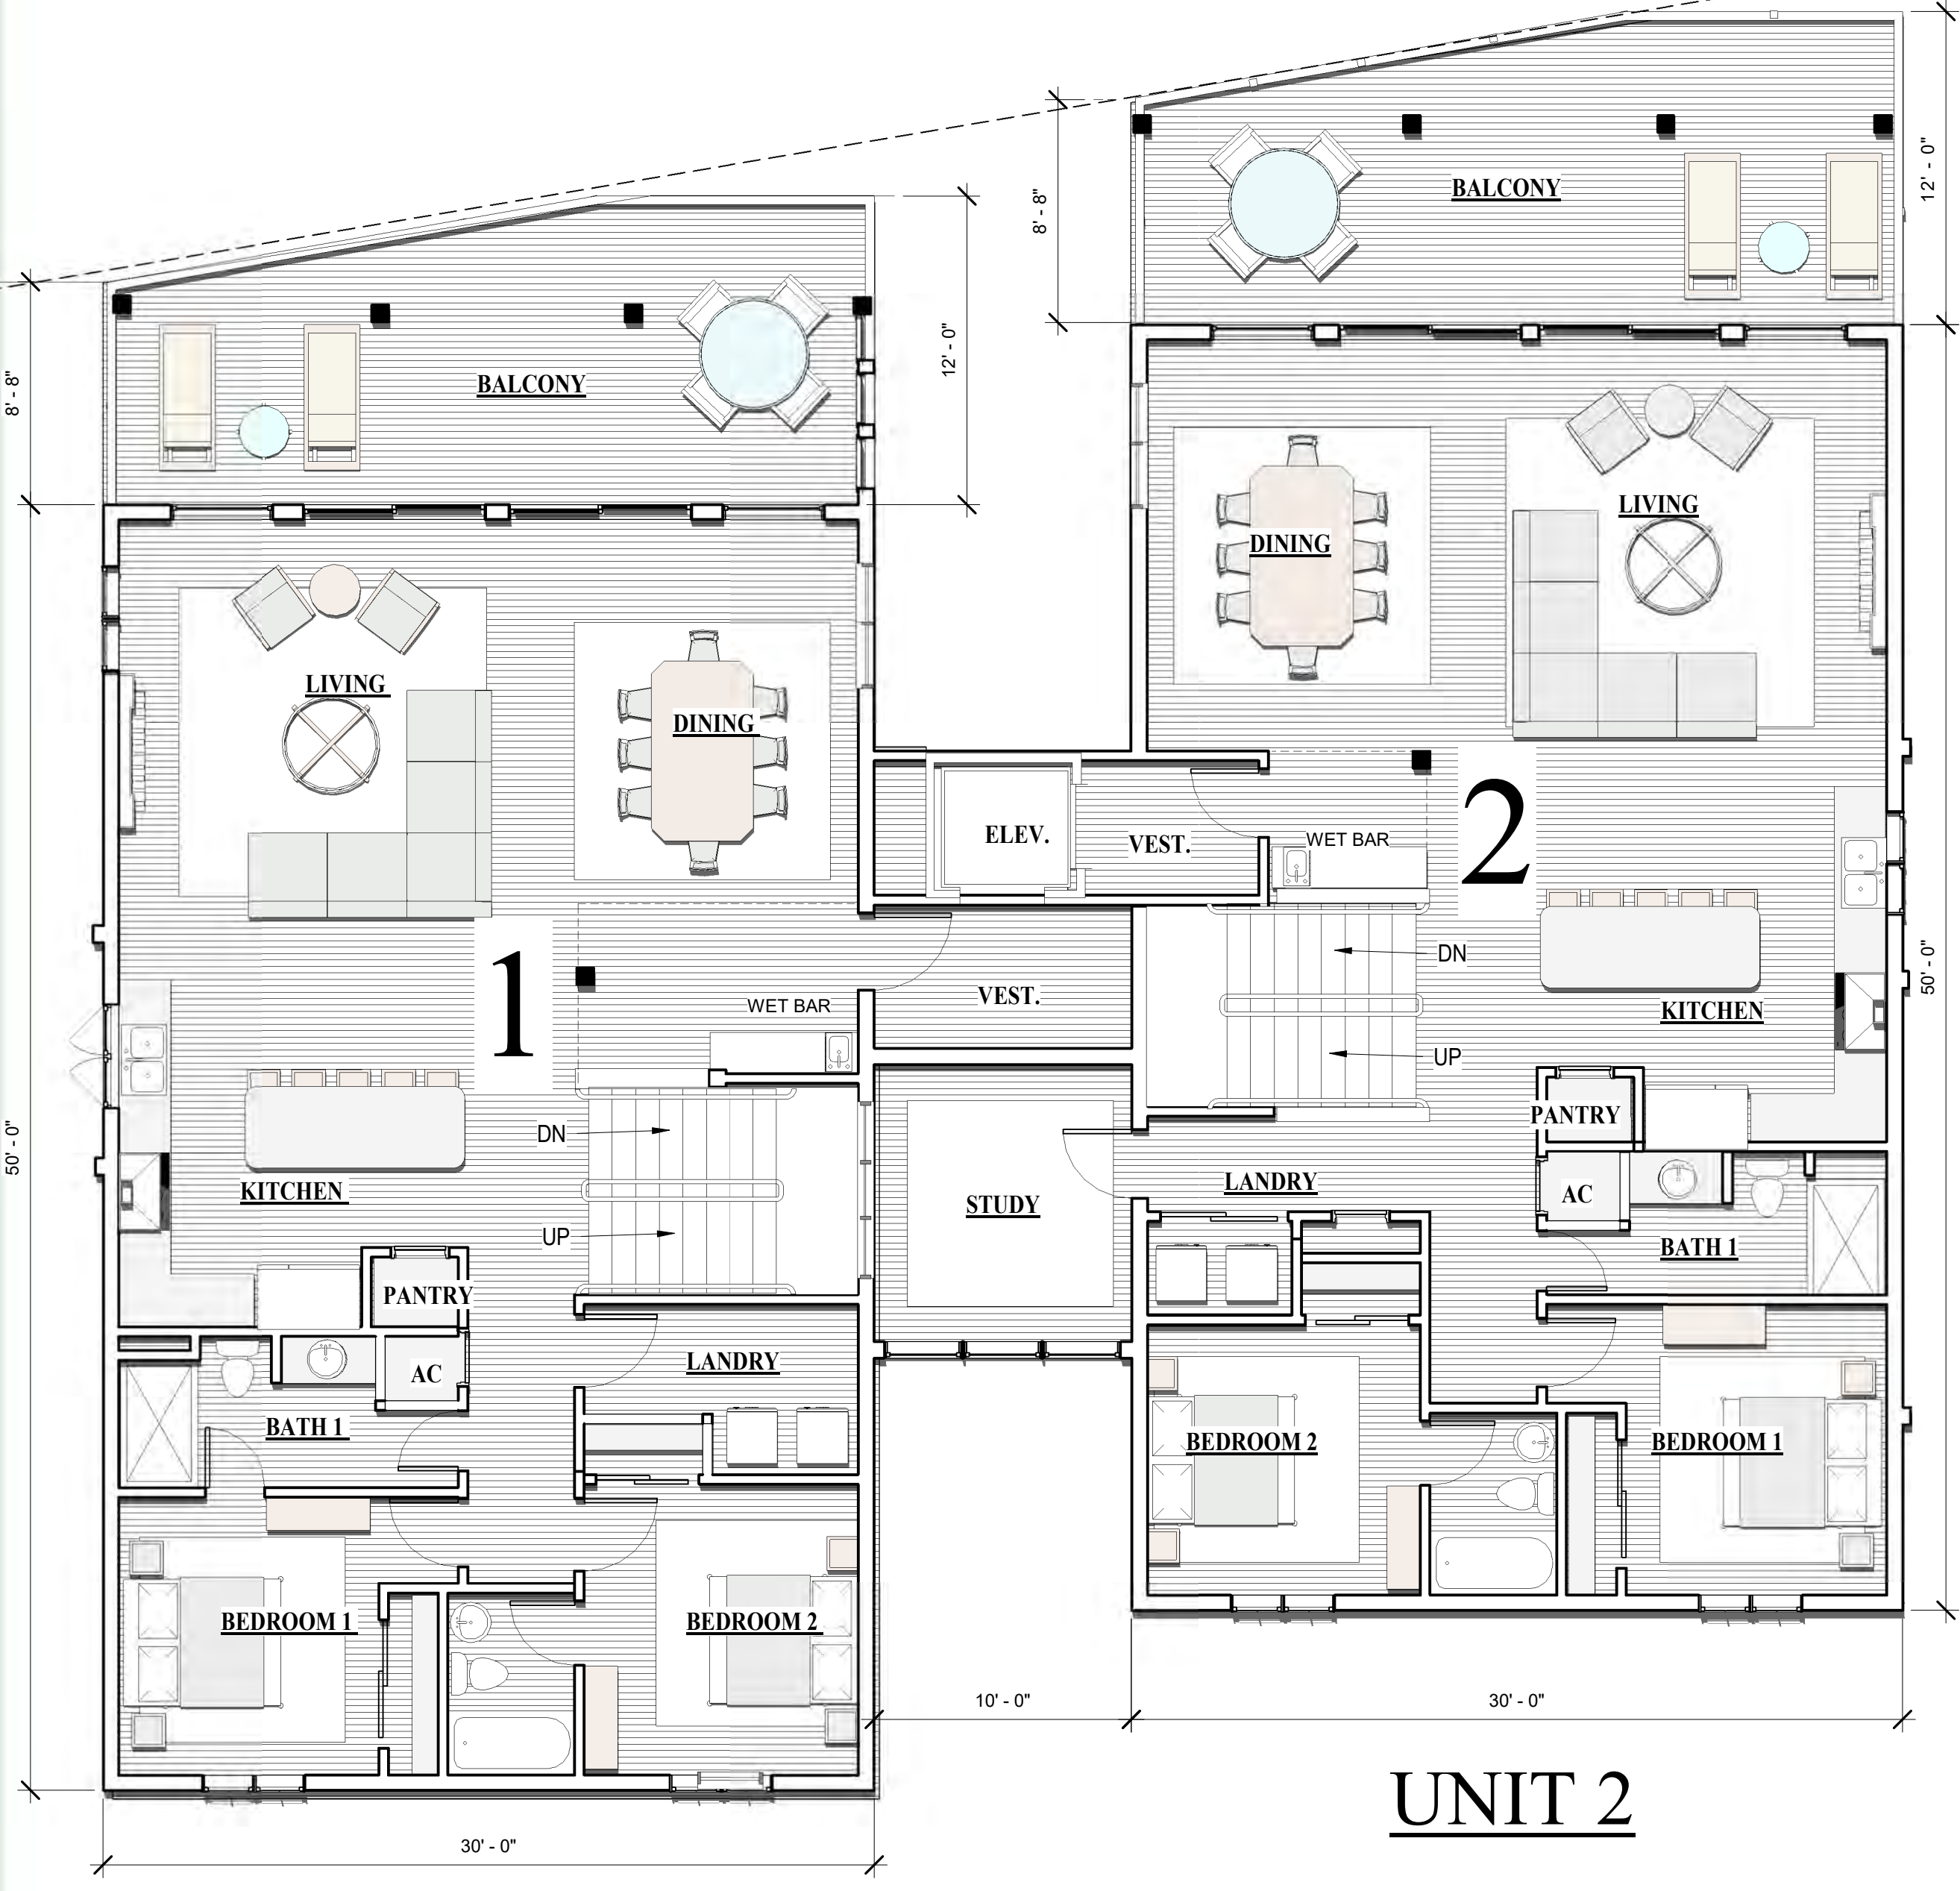 BALCONY
12' - 0"
8' - 8"
BALCONY
12' - 0"
8' - 8"
LIVING
DINING
LIVING
DINING
ELEV.
VEST.
WET BAR
2
DN
1
VEST.
WET BAR
KITCHEN
50' - 0"
UP
PANTRY
DN
50' - 0"
KITCHEN
STUDY
LANDRY
AC
UP
BATH 1
PANTRY
LANDRY
AC
BATH 1
BEDROOM 2
BEDROOM 1
BEDROOM 1
BEDROOM 2
10' - 0"
30' - 0"
UNIT 2
30' - 0"